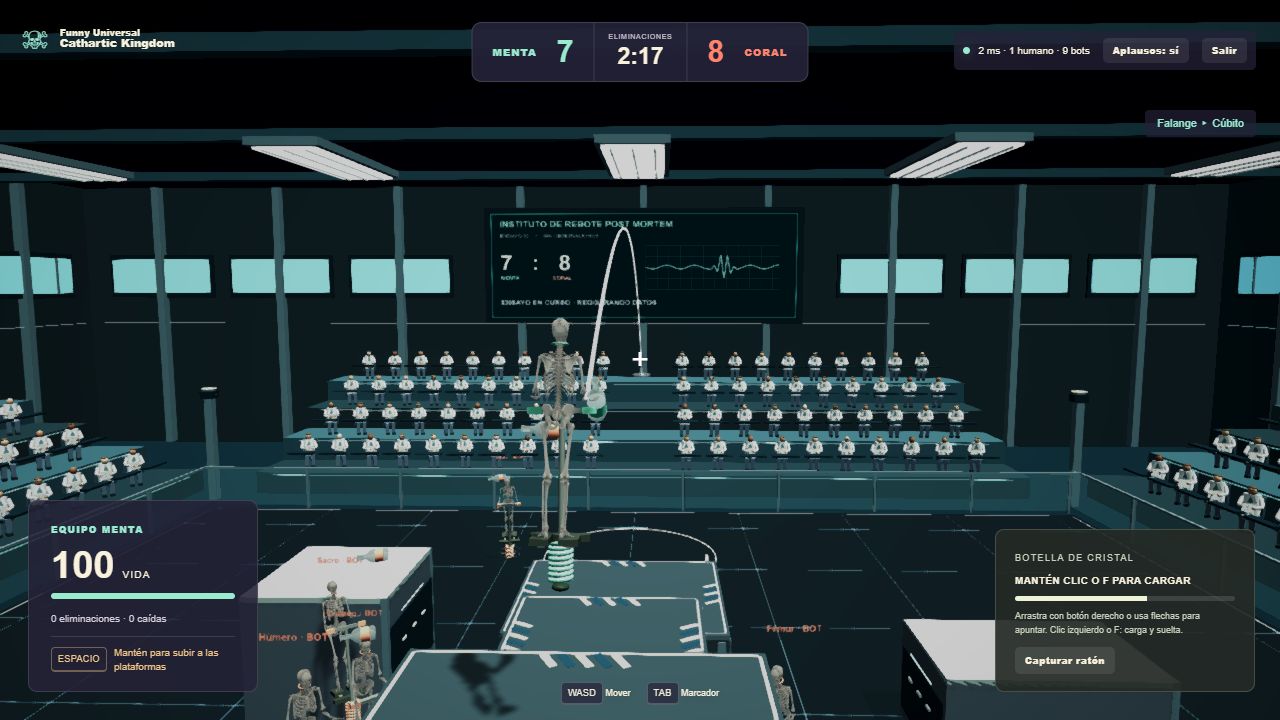 Funny Universal
Cathartic Kingdom
MENTA 7
ELIMINACIONES
2:17
8 CORAL
2 ms · 1 humano · 9 bots
Aplausos: sí
Salir
Falange ▸ Cúbito
INSTITUTO DE REBOTE POST MORTEM
7 : 8
MENTA
CORAL
ENSAYO EN CURSO · REGISTRANDO DATOS
EQUIPO MENTA
100 VIDA
0 eliminaciones · 0 caídas
ESPACIO
Mantén para subir a las
plataformas
Sacro · BOT
Húmero · BOT
Fémur · BOT
WASD Mover
TAB Marcador
BOTELLA DE CRISTAL
MANTÉN CLIC O F PARA CARGAR
Arrastra con botón derecho o usa flechas para
apuntar. Clic izquierdo o F: carga y suelta.
Capturar ratón